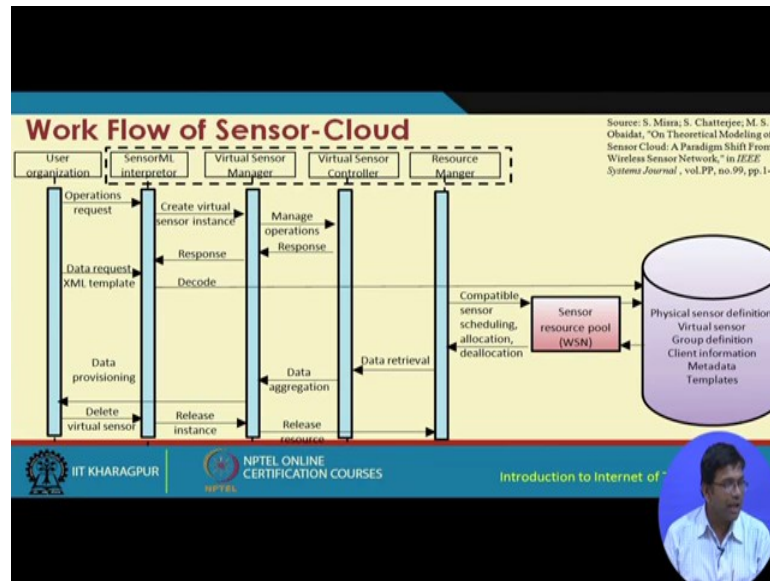 Work Flow of Sensor-Cloud
Source: S. Misra; S. Chatterjee; M. S.
Obaidat, "On Theoretical Modeling of
Sensor Cloud: A Paradigm Shift From
Wireless Sensor Network," in IEEE
Systems Journal , vol.PP, no.99, pp.1-
User
organization
SensorML
interpretor
Virtual Sensor
Manager
Virtual Sensor
Controller
Resource
Manger
Operations
request
Create virtual
sensor instance
Manage
operations
Response
Response
Data request
XML template
Decode
Compatible
sensor
scheduling,
allocation,
deallocation
Sensor
resource pool
(WSN)
Physical sensor definition
Virtual sensor
Group definition
Client information
Metadata
Templates
Data retrieval
Data
aggregation
Data
provisioning
Delete
virtual sensor
Release
instance
Release
resource
IIT KHARAGPUR
NPTEL
NPTEL ONLINE
CERTIFICATION COURSES
Introduction to Internet of